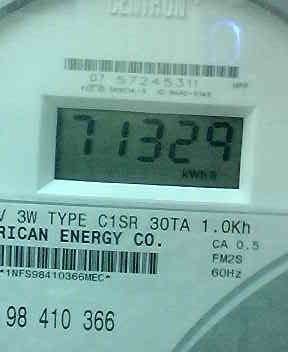 CENTRON
07 57245311
71329
kWh
V 3W TYPE C1SR 30TA 1.0Kh
RICAN ENERGY CO.
CA 0.5
FM2S
60Hz
*1NFS98410366MEC*
98 410 366